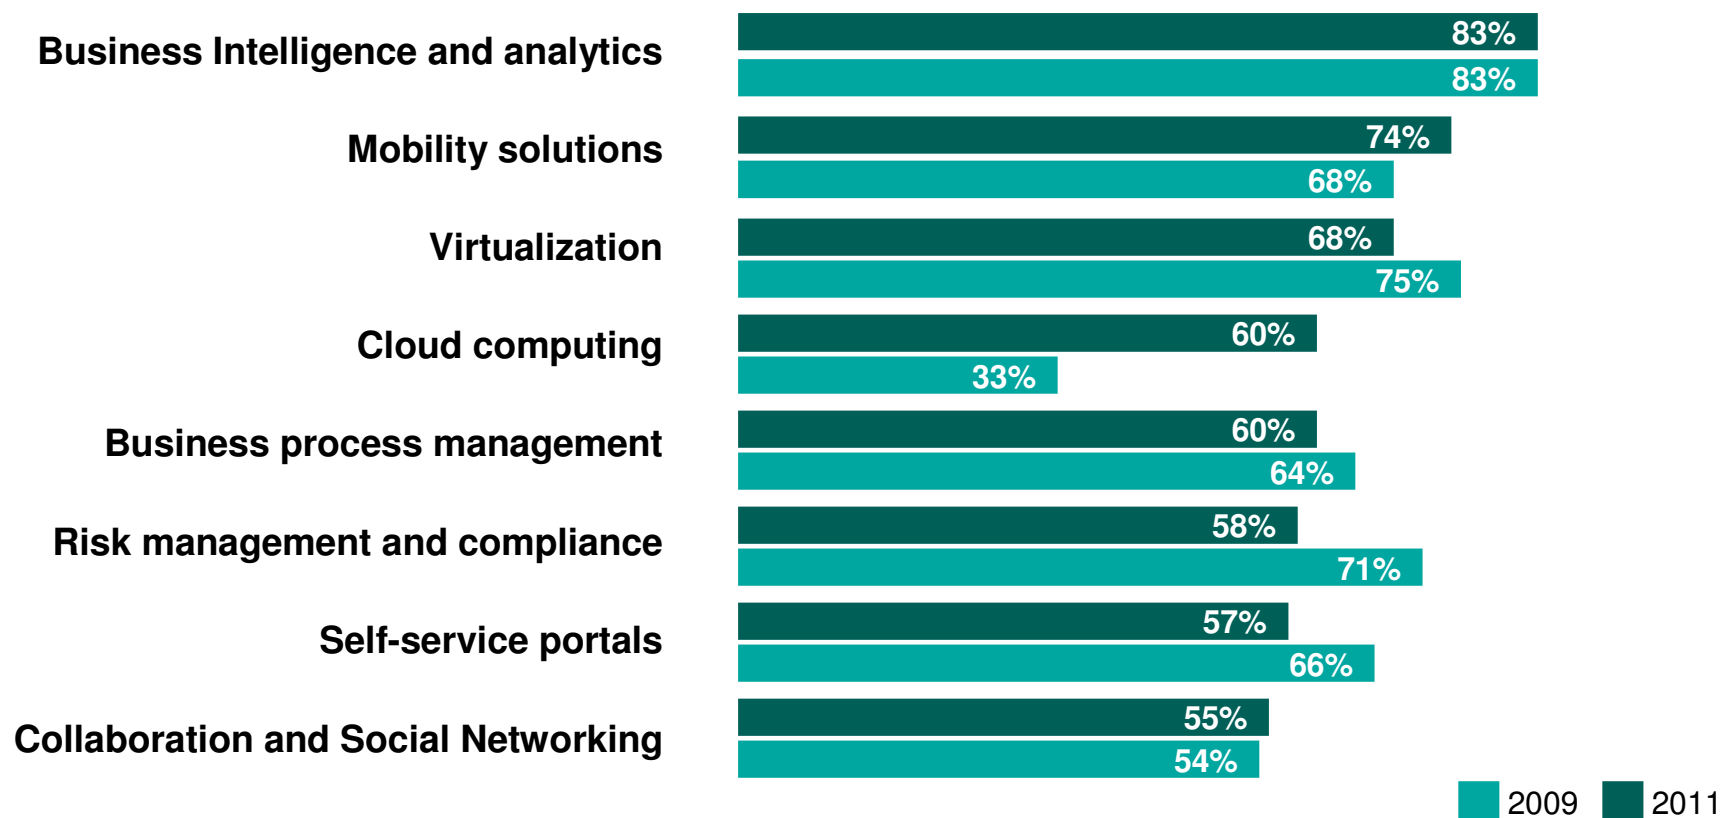 Business Intelligence and analytics
83%
83%
Mobility solutions
74%
68%
Virtualization
68%
75%
Cloud computing
60%
33%
Business process management
60%
64%
Risk management and compliance
58%
71%
Self-service portals
57%
66%
Collaboration and Social Networking
55%
54%
2009 2011